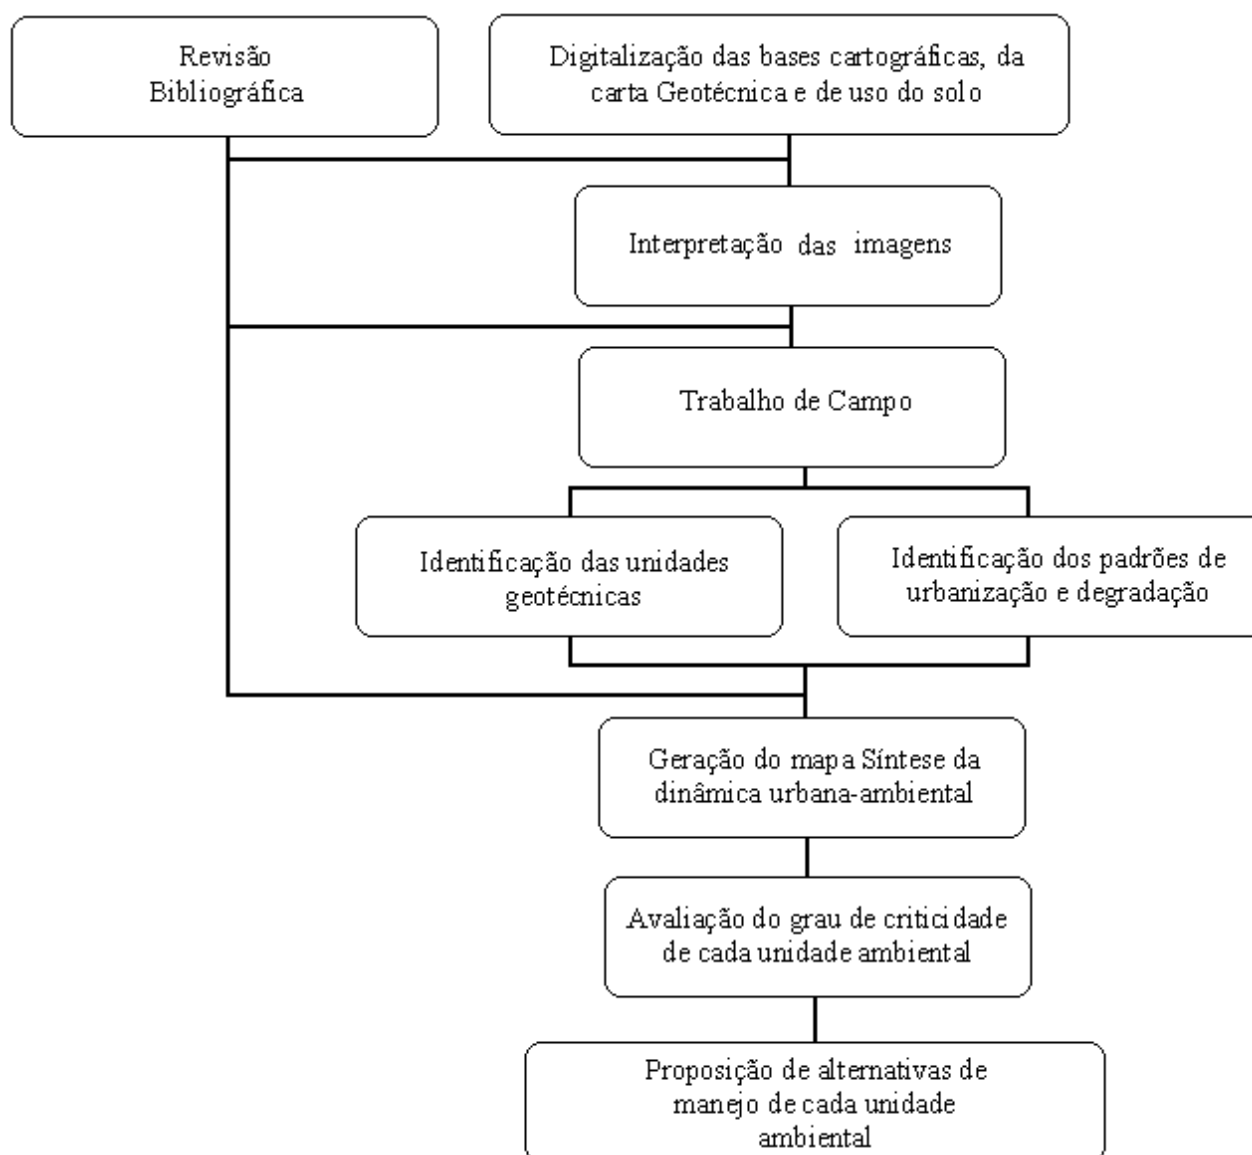 Revisão
Bibliográfica
Digitalização das bases cartográficas, da
carta Geotécnica e de uso do solo
Interpretação das imagens
Trabalho de Campo
Identificação das unidades
geotécnicas
Identificação dos padrões de
urbanização e degradação
Geração do mapa Síntese da
dinâmica urbana-ambiental
Avaliação do grau de criticidade
de cada unidade ambiental
Proposição de alternativas de
manejo de cada unidade
ambiental